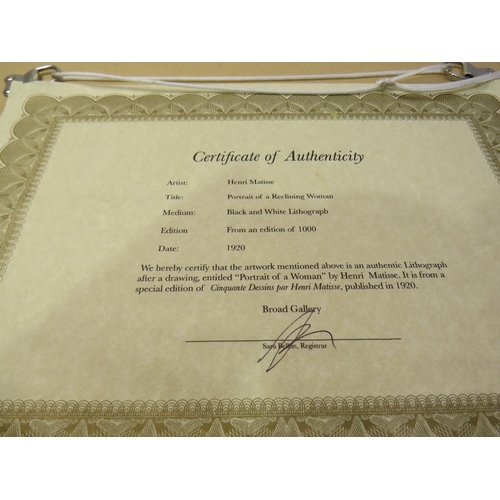 Certificate of Authenticity
Artist: Henri Matisse
Title: Portrait of a Reclining Woman
Medium: Black and White Lithograph
Edition From an edition of 1000
Date: 1920
We hereby certify that the artwork mentioned above is an authentic Lithograph
after a drawing, entitled "Portrait of a Woman" by Henri Matisse. It is from a
special edition of Cinquante Dessins par Henri Matisse, published in 1920.
Broad Gallery
Sara Registrar